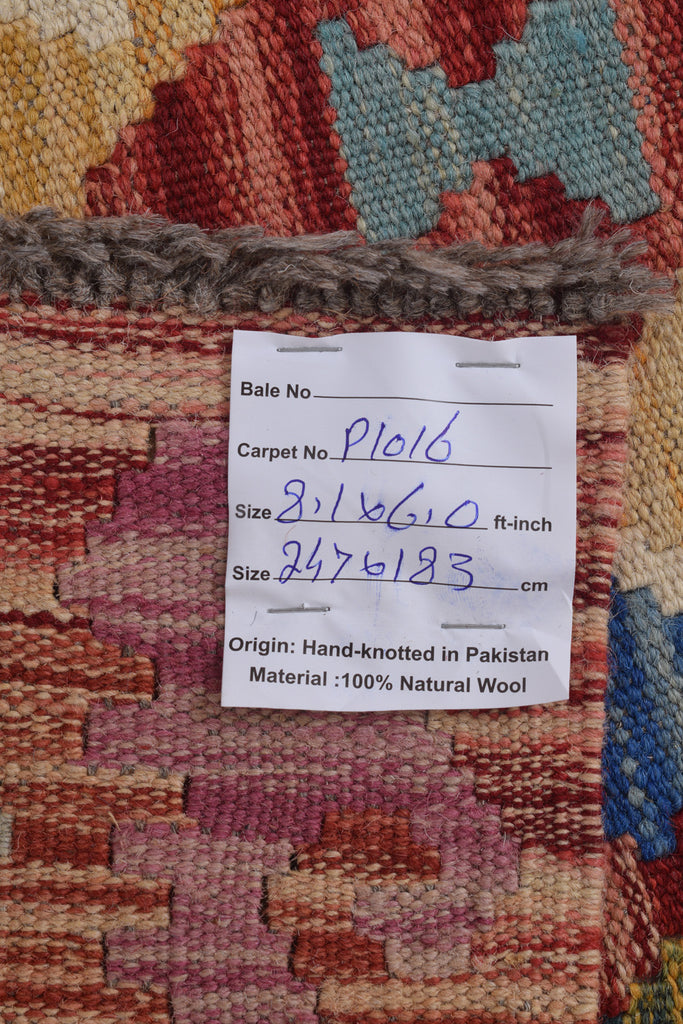 Bale No
Carpet No P1016
Size 8,1x6,0 ft-inch
Size 247x183 cm
Origin: Hand-knotted in Pakistan
Material :100% Natural Wool